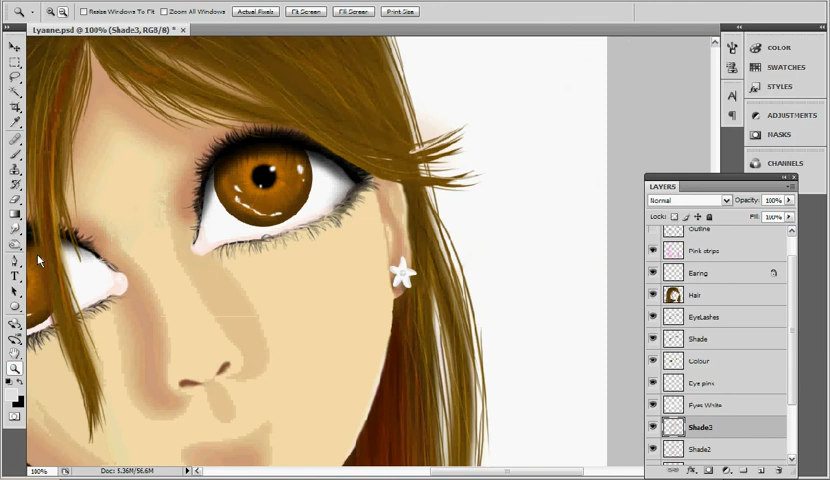 Resize Windows To Fit Zoom All Windows Actual Pixels Fit Screen Fill Screen Print Size
Lyanne.psd @ 100% (Shade3, RGB/8) * ×
COLOR
SWATCHES
STYLES
ADJUSTMENTS
MASKS
CHANNELS
LAYERS
Normal Opacity: 100%
Lock: Fill: 100%
Outline
Pink strips
Earing
Hair
EyeLashes
Shade
Colour
Eye pinx
Eyes White
Shade3
Shade2
100% Doc: 5.36M/56.6M